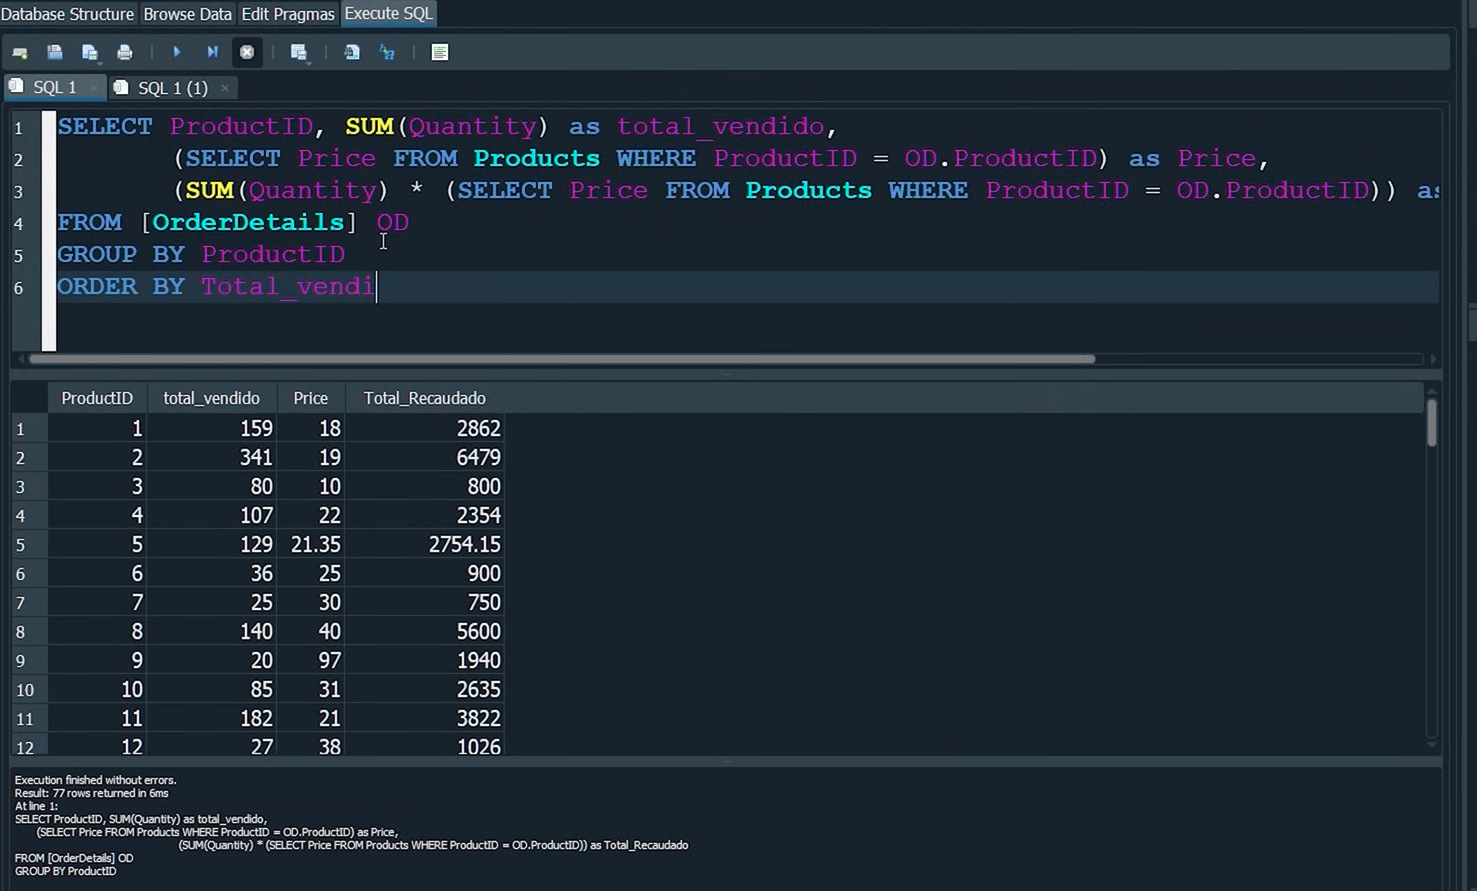 Database Structure Browse Data Edit Pragmas Execute SQL
SQL 1 SQL 1 (1)
1 SELECT ProductID, SUM(Quantity) as total_vendido,
2 (SELECT Price FROM Products WHERE ProductID = OD.ProductID) as Price,
3 (SUM(Quantity) * (SELECT Price FROM Products WHERE ProductID = OD.ProductID)) as
4 FROM [OrderDetails] OD
5 GROUP BY ProductID
6 ORDER BY Total_vendi
ProductID total_vendido Price Total_Recaudado
1 1 159 18 2862
2 2 341 19 6479
3 3 80 10 800
4 4 107 22 2354
5 5 129 21.35 2754.15
6 6 36 25 900
7 7 25 30 750
8 8 140 40 5600
9 9 20 97 1940
10 10 85 31 2635
11 11 182 21 3822
12 12 27 38 1026
Execution finished without errors.
Result: 77 rows returned in 6ms
At line 1:
SELECT ProductID, SUM(Quantity) as total_vendido,
(SELECT Price FROM Products WHERE ProductID = OD.ProductID) as Price,
(SUM(Quantity) * (SELECT Price FROM Products WHERE ProductID = OD.ProductID)) as Total_Recaudado
FROM [OrderDetails] OD
GROUP BY ProductID